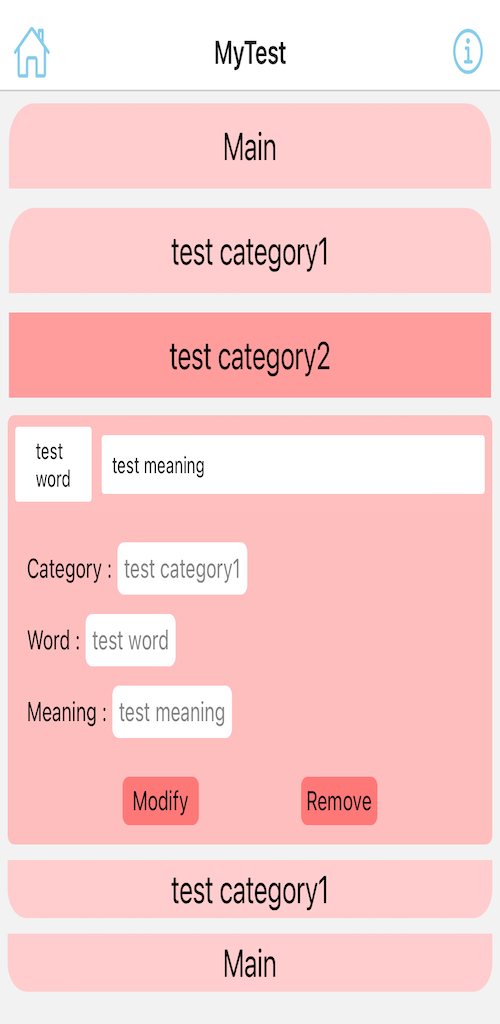 MyTest
Main
test category1
test category2
test
word
test meaning
Category : test category1
Word : test word
Meaning : test meaning
Modify Remove
test category1
Main